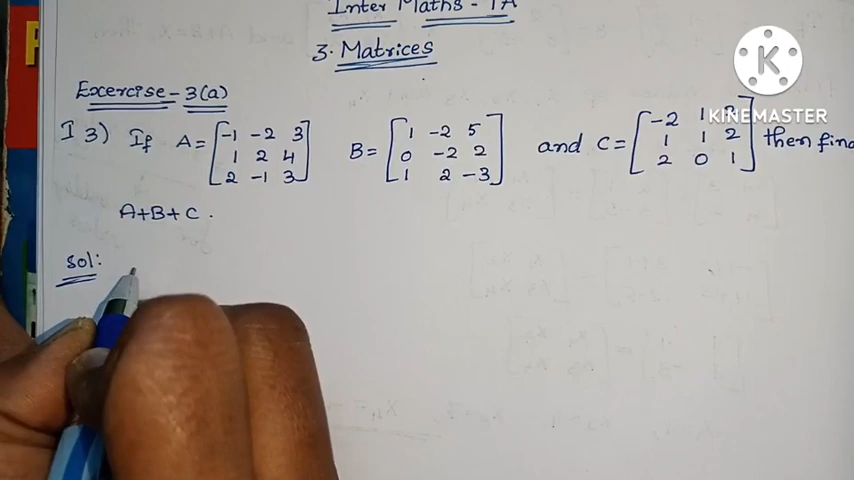 Inter Maths - 1A
3. Matrices
Excercise - 3(a)
I 3) If A = [-1 -2 3
1 2 4
2 -1 3] B = [1 -2 5
0 -2 2
1 2 -3] and C = [-2 1
1 1 2
2 0 1] then find
A+B+C.
Sol:
KINEMASTER